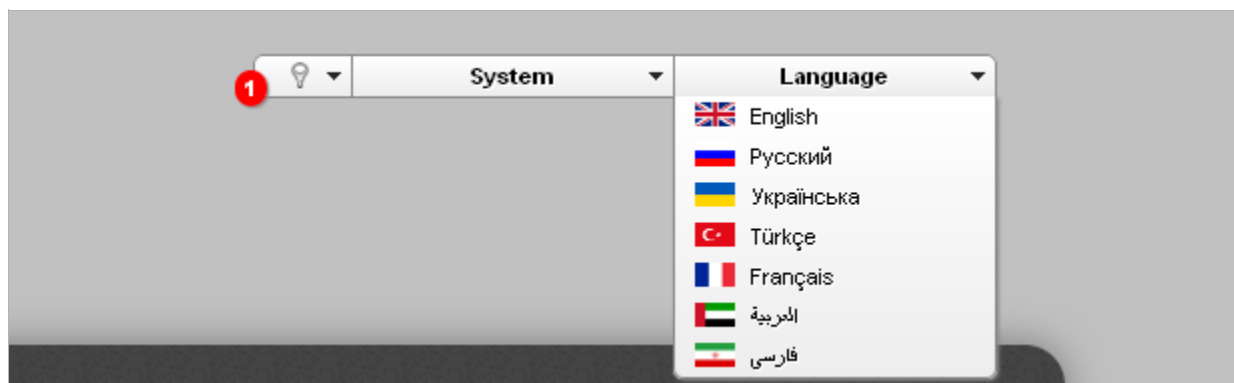 1
System
Language
English
Русский
Українська
Türkçe
Français
العربية
فارسی